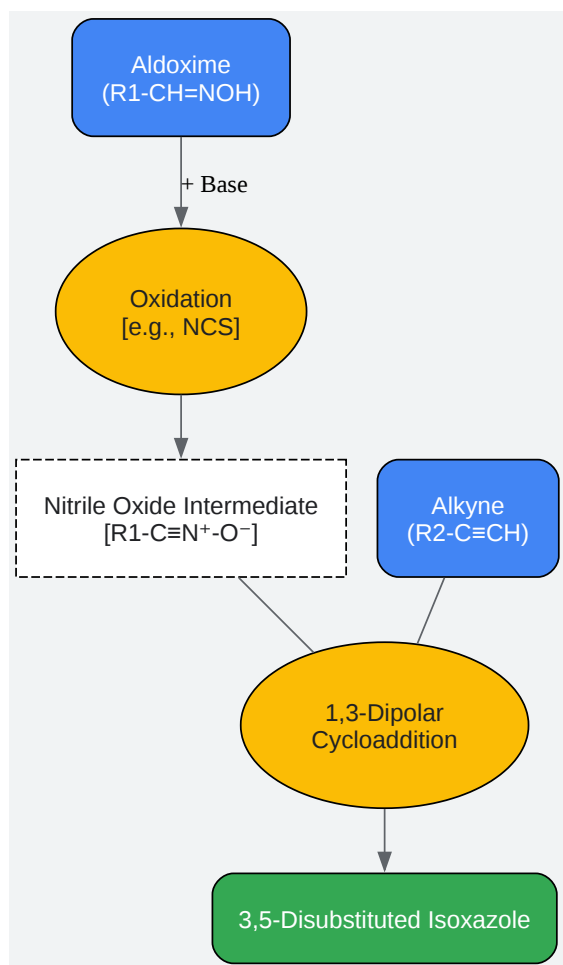 Aldoxime
(R1-CH=NOH)
+ Base
Oxidation
[e.g., NCS]
Nitrile Oxide Intermediate
[R1-C≡N⁺-O⁻]
Alkyne
(R2-C≡CH)
1,3-Dipolar
Cycloaddition
3,5-Disubstituted Isoxazole